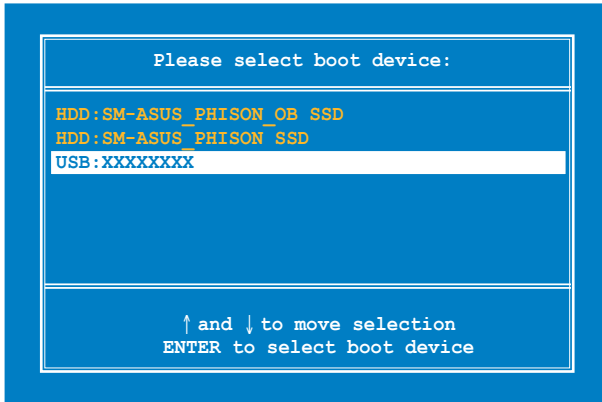 Please select boot device:
HDD:SM-ASUS_PHISON_OB SSD
HDD:SM-ASUS_PHISON SSD
USB:XXXXXXXX
↑ and ↓ to move selection
ENTER to select boot device